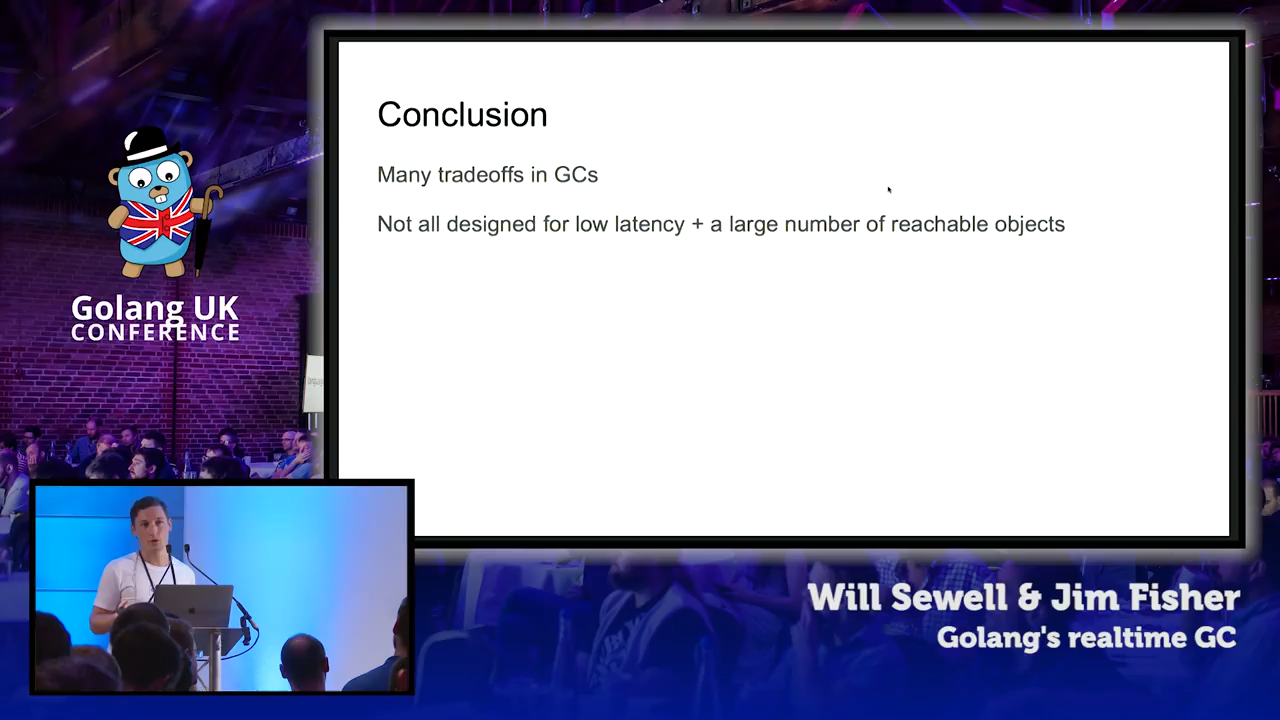 Conclusion
Many tradeoffs in GCs
Not all designed for low latency + a large number of reachable objects
Golang UK
CONFERENCE
Will Sewell & Jim Fisher
Golang's realtime GC